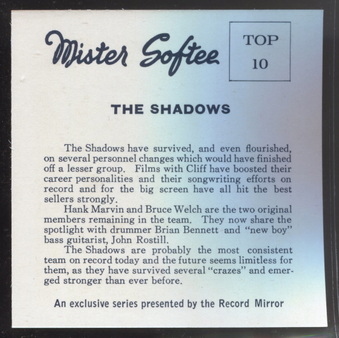 Mister Softee
TOP
10
THE SHADOWS
The Shadows have survived, and even flourished,
on several personnel changes which would have finished
off a lesser group. Films with Cliff have boosted their
career personalities and their songwriting efforts on
record and for the big screen have all hit the best
sellers strongly.
Hank Marvin and Bruce Welch are the two original
members remaining in the team. They now share the
spotlight with drummer Brian Bennett and “new boy”
bass guitarist, John Rostill.
The Shadows are probably the most consistent
team on record today and the future seems limitless for
them, as they have survived several “crazes” and emer-
ged stronger than ever before.
An exclusive series presented by the Record Mirror